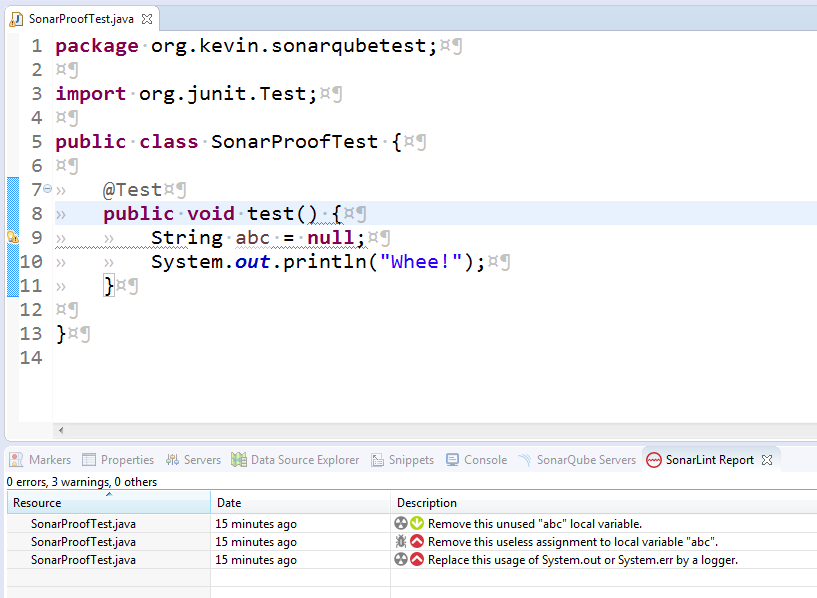 SonarProofTest.java
1 package org.kevin.sonarqubetest;¤¶
2 ¤¶
3 import org.junit.Test;¤¶
4 ¤¶
5 public·class·SonarProofTest·{¤¶
6 ¤¶
7 » @Test¤¶
8 » public·void·test()·{¤¶
9 » » String·abc·=·null;¤¶
10 » » System.out.println("Whee!");¤¶
11 » }¤¶
12 ¤¶
13 }¤¶
14
Markers Properties Servers Data Source Explorer Snippets Console SonarQube Servers SonarLint Report
0 errors, 3 warnings, 0 others
Resource Date Description
SonarProofTest.java 15 minutes ago Remove this unused "abc" local variable.
SonarProofTest.java 15 minutes ago Remove this useless assignment to local variable "abc".
SonarProofTest.java 15 minutes ago Replace this usage of System.out or System.err by a logger.